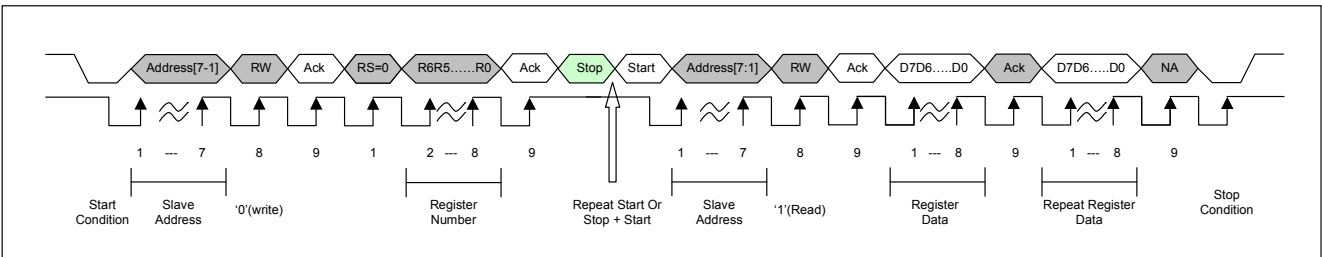 Address[7-1] RW Ack RS=0 R6R5......R0 Ack Stop Start Address[7:1] RW Ack D7D6.....D0 Ack D7D6.....D0 NA
1 --- 7 8 9 1 2 --- 8 9 1 --- 7 8 9 1 --- 8 9 1 --- 8 9
Start
Condition
Slave
Address
‘0’(write)
Register
Number
Repeat Start Or
Stop + Start
Slave
Address
‘1’(Read)
Register
Data
Repeat Register
Data
Stop
Condition